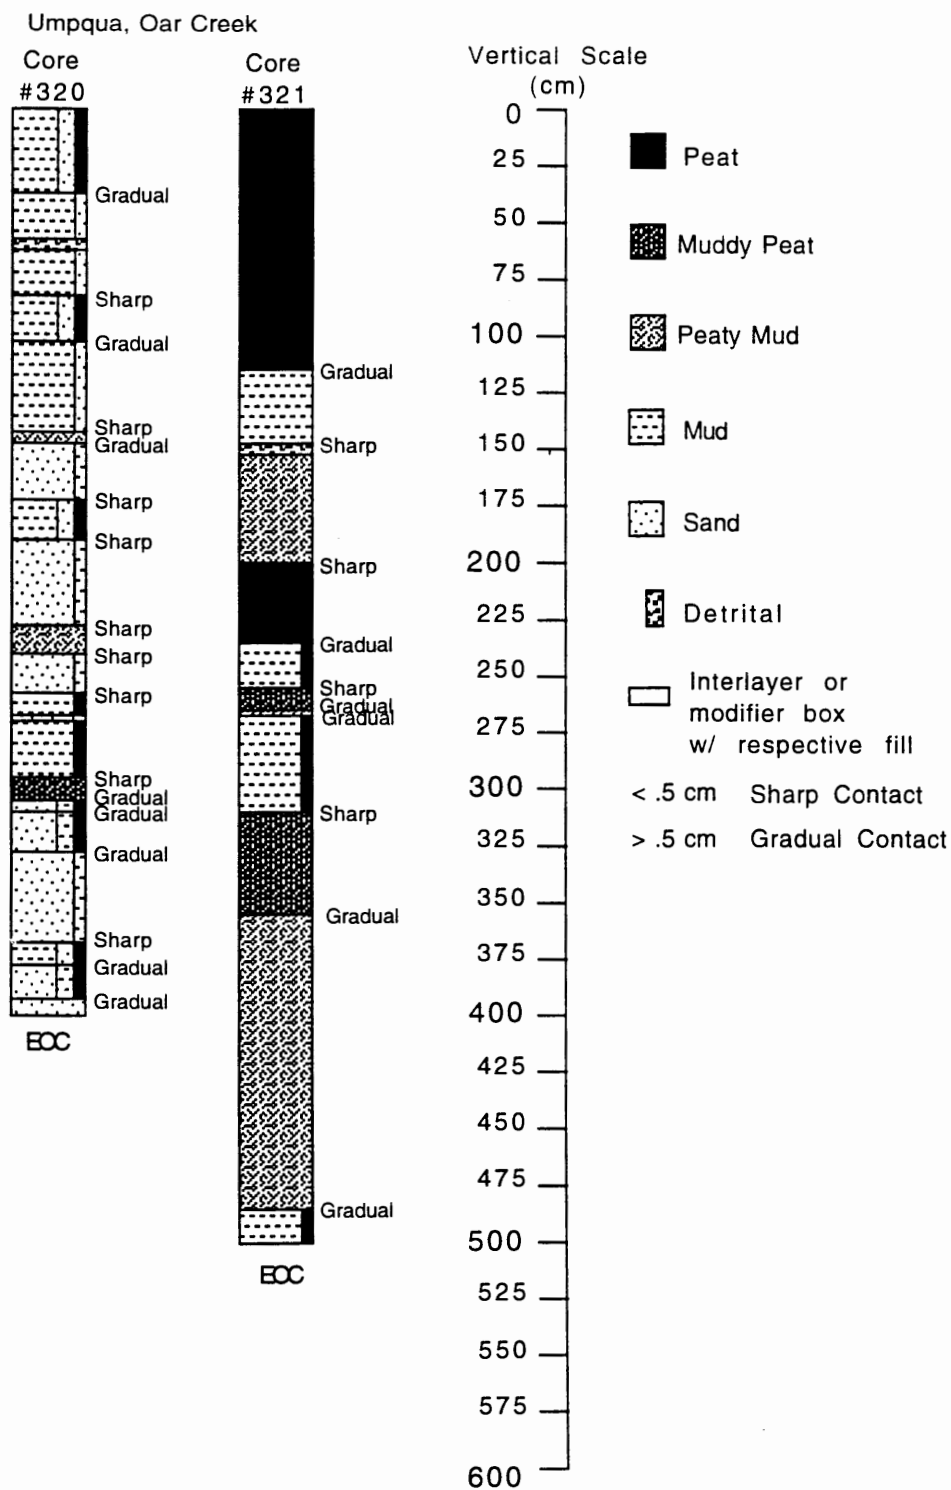 Umpqua, Oar Creek
Core
#320
Gradual
Sharp
Gradual
Sharp
Gradual
Sharp
Sharp
Sharp
Sharp
Sharp
Sharp
Gradual
Gradual
Gradual
Sharp
Gradual
Gradual
EOC
Core
#321
Gradual
Sharp
Sharp
Gradual
Sharp
Gradual
Gradual
Sharp
Gradual
Gradual
EOC
Vertical Scale
(cm)
0
25
50
75
100
125
150
175
200
225
250
275
300
325
350
375
400
425
450
475
500
525
550
575
600
Peat
Muddy Peat
Peaty Mud
Mud
Sand
Detrital
Interlayer or
modifier box
w/ respective fill
< .5 cm Sharp Contact
> .5 cm Gradual Contact